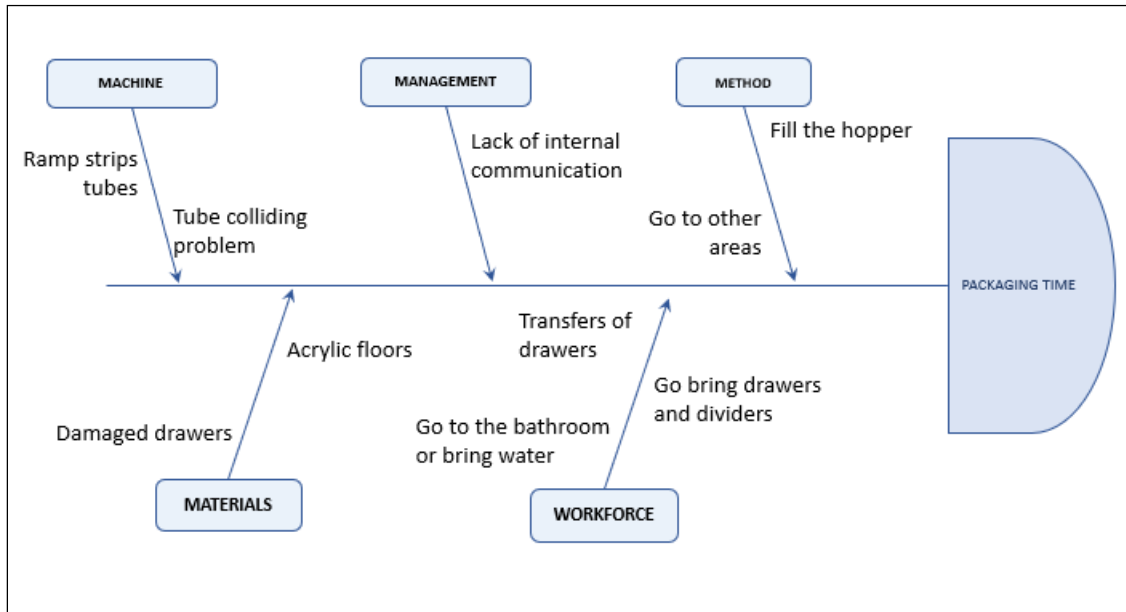 MACHINE
MANAGEMENT
METHOD
Ramp strips
tubes
Tube colliding
problem
Lack of internal
communication
Fill the hopper
Go to other
areas
PACKAGING TIME
Acrylic floors
Damaged drawers
Transfers of
drawers
Go bring drawers
and dividers
Go to the bathroom
or bring water
MATERIALS
WORKFORCE